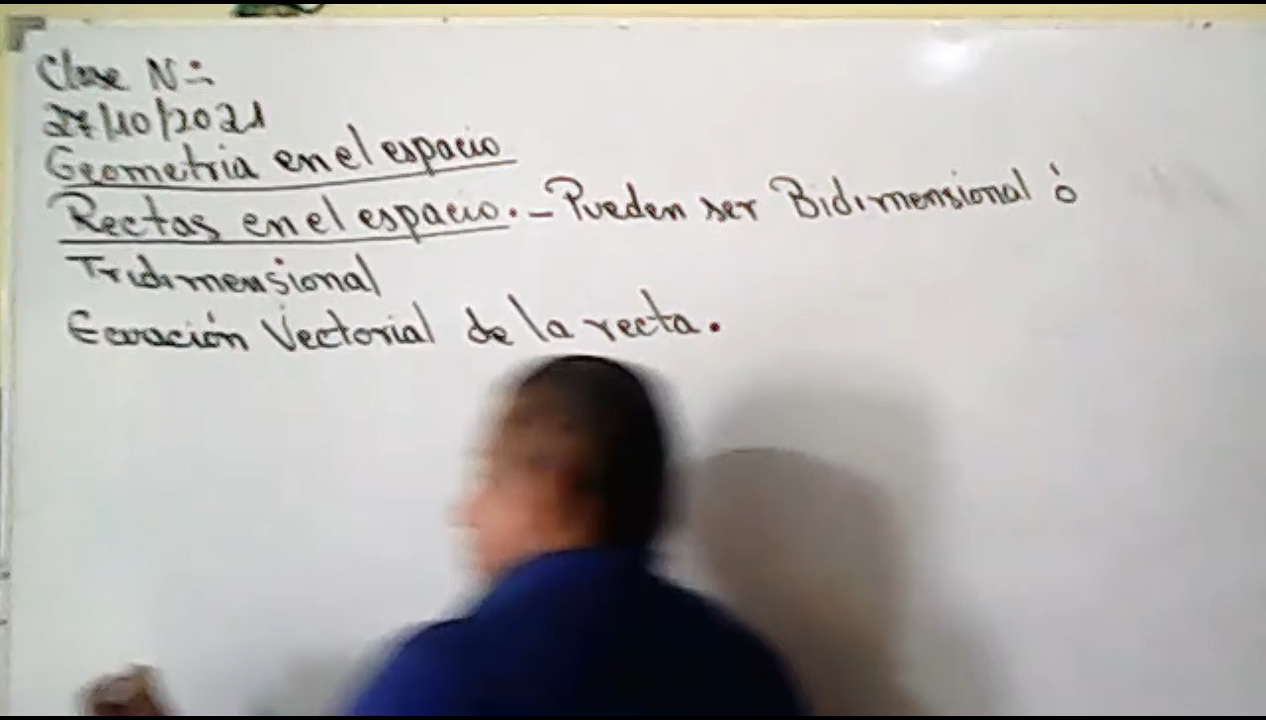 Clase N:
27/10/2021
Geometria en el espacio
Rectas en el espacio.- Pueden ser Bidimensional ó
Tridimensional
Ecuación Vectorial de la recta.